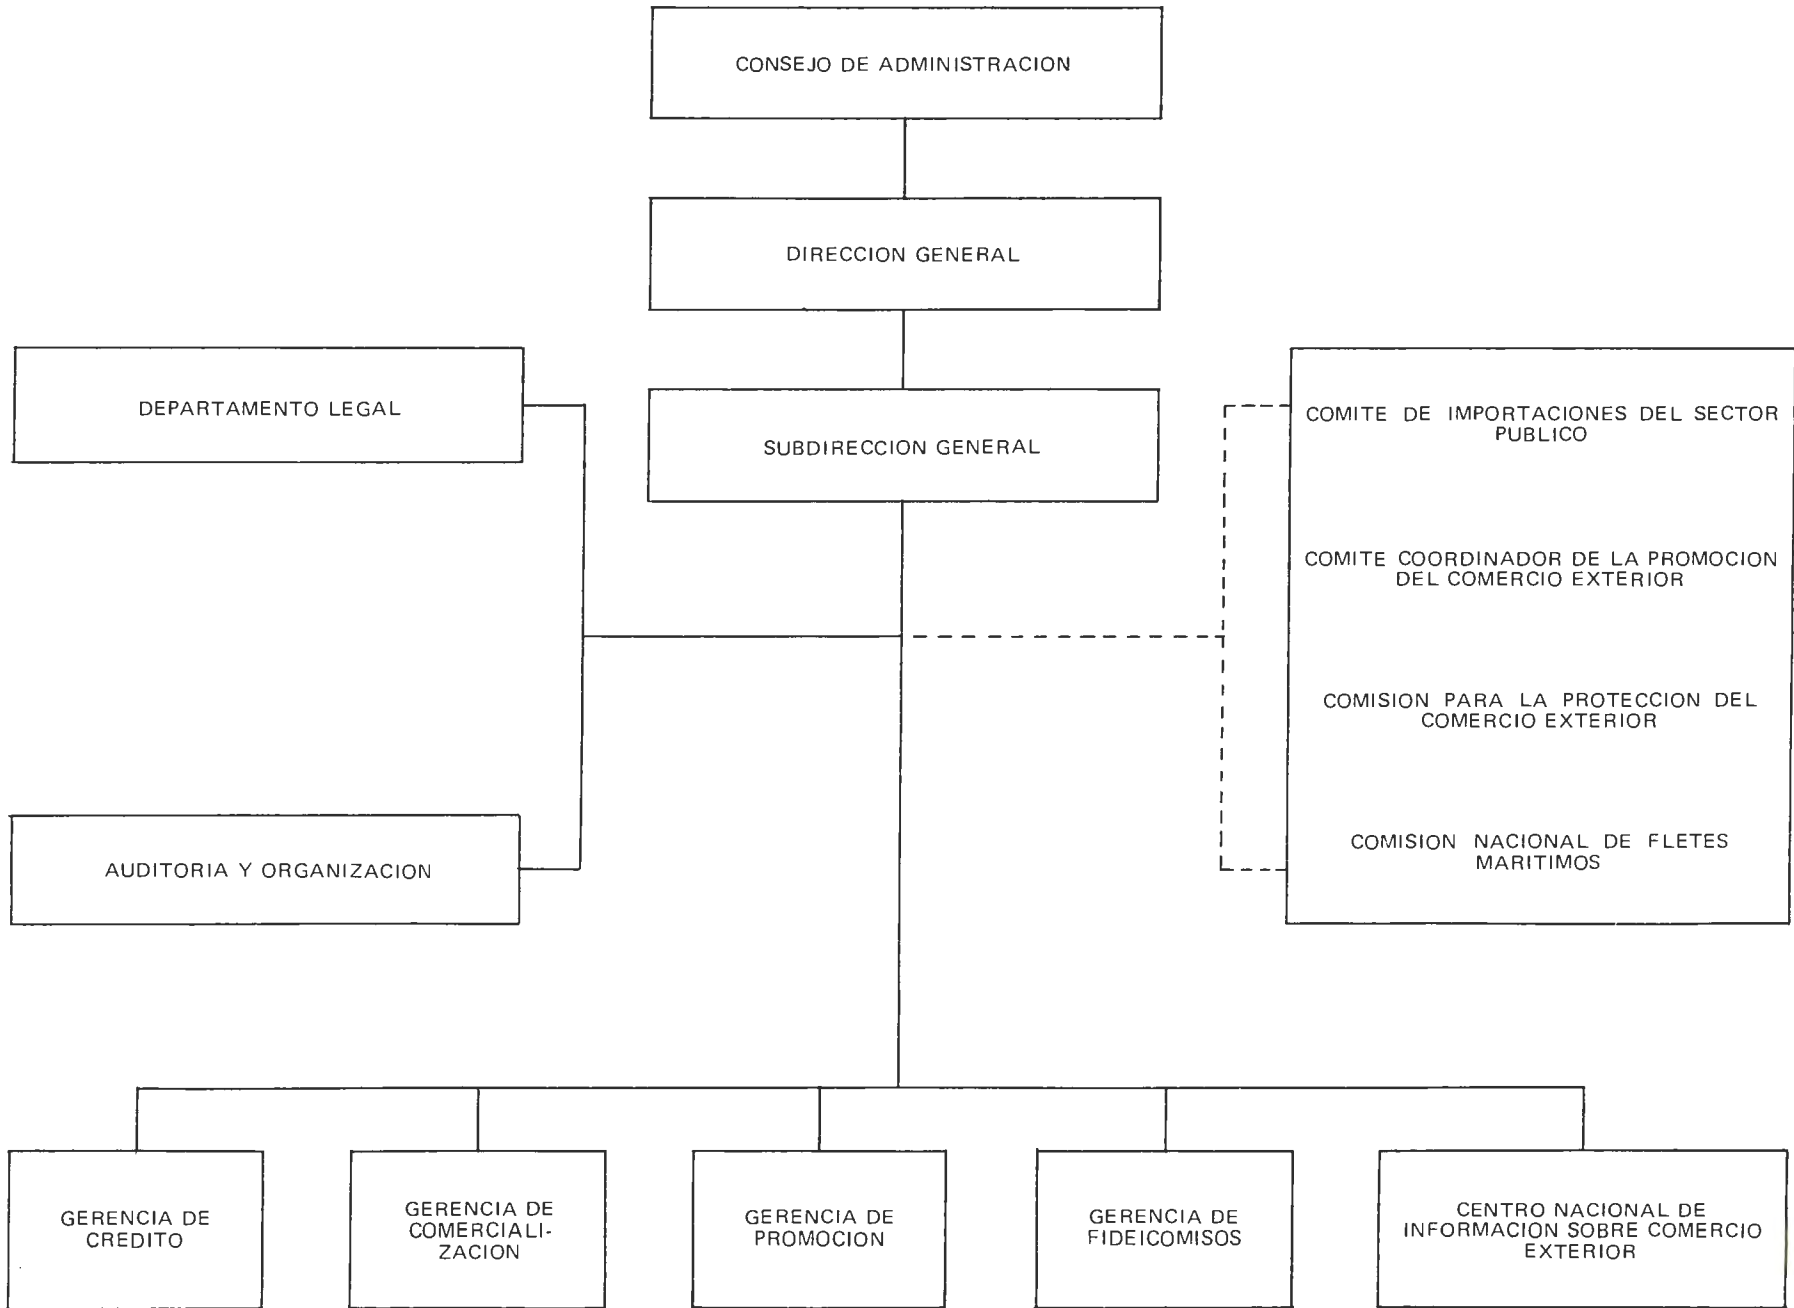 CONSEJO DE ADMINISTRACION
DIRECCION GENERAL
DEPARTAMENTO LEGAL
SUBDIRECCION GENERAL
COMITE DE IMPORTACIONES DEL SECTOR
PUBLICO
COMITE COORDINADOR DE LA PROMOCION
DEL COMERCIO EXTERIOR
COMISION PARA LA PROTECCION DEL
COMERCIO EXTERIOR
COMISION NACIONAL DE FLETES
MARITIMOS
AUDITORIA Y ORGANIZACION
GERENCIA DE
CREDITO
GERENCIA DE
COMERCIALI-
ZACION
GERENCIA DE
PROMOCION
GERENCIA DE
FIDEICOMISOS
CENTRO NACIONAL DE
INFORMACION SOBRE COMERCIO
EXTERIOR